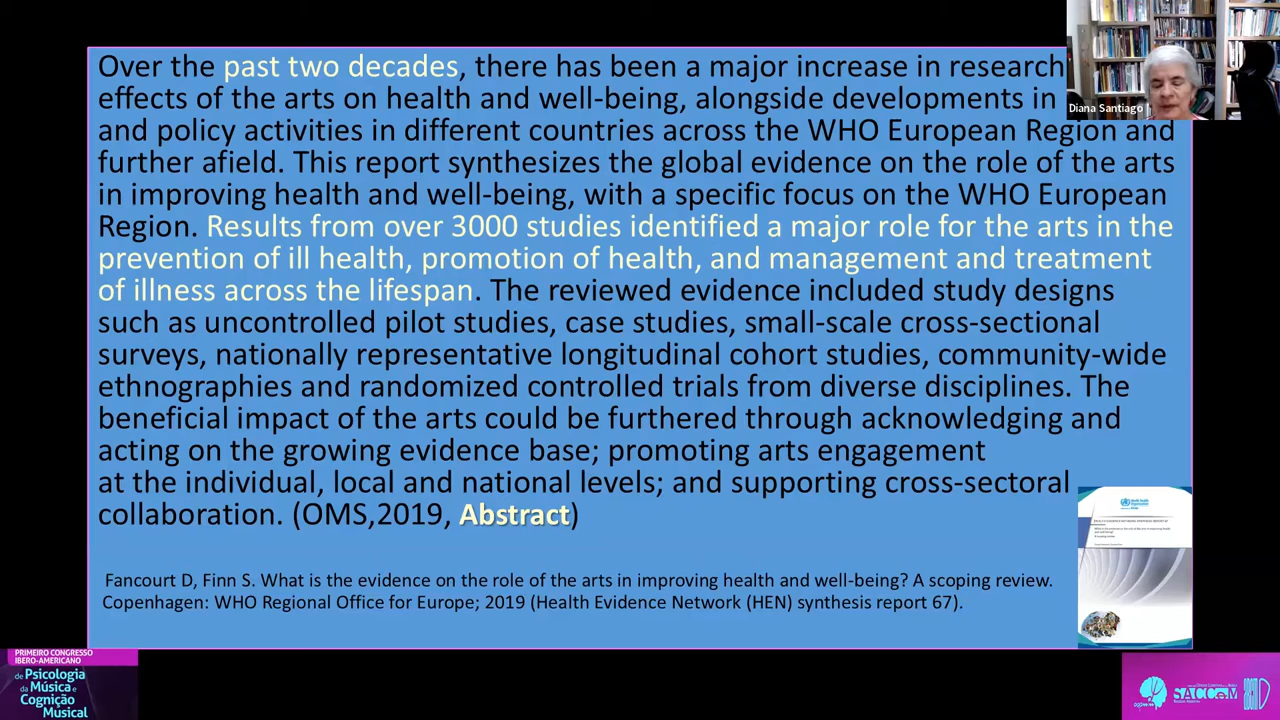 Over the past two decades, there has been a major increase in research
effects of the arts on health and well-being, alongside developments in
and policy activities in different countries across the WHO European Region and
further afield. This report synthesizes the global evidence on the role of the arts
in improving health and well-being, with a specific focus on the WHO European
Region. Results from over 3000 studies identified a major role for the arts in the
prevention of ill health, promotion of health, and management and treatment
of illness across the lifespan. The reviewed evidence included study designs
such as uncontrolled pilot studies, case studies, small-scale cross-sectional
surveys, nationally representative longitudinal cohort studies, community-wide
ethnographies and randomized controlled trials from diverse disciplines. The
beneficial impact of the arts could be furthered through acknowledging and
acting on the growing evidence base; promoting arts engagement
at the individual, local and national levels; and supporting cross-sectoral
collaboration. (OMS,2019, Abstract)
Fancourt D, Finn S. What is the evidence on the role of the arts in improving health and well-being? A scoping review.
Copenhagen: WHO Regional Office for Europe; 2019 (Health Evidence Network (HEN) synthesis report 67).
Diana Santiago
PRIMEIRO CONGRESSO
IBERO-AMERICANO
de Psicologia
da Música e
Cognição
Musical
SACCoM